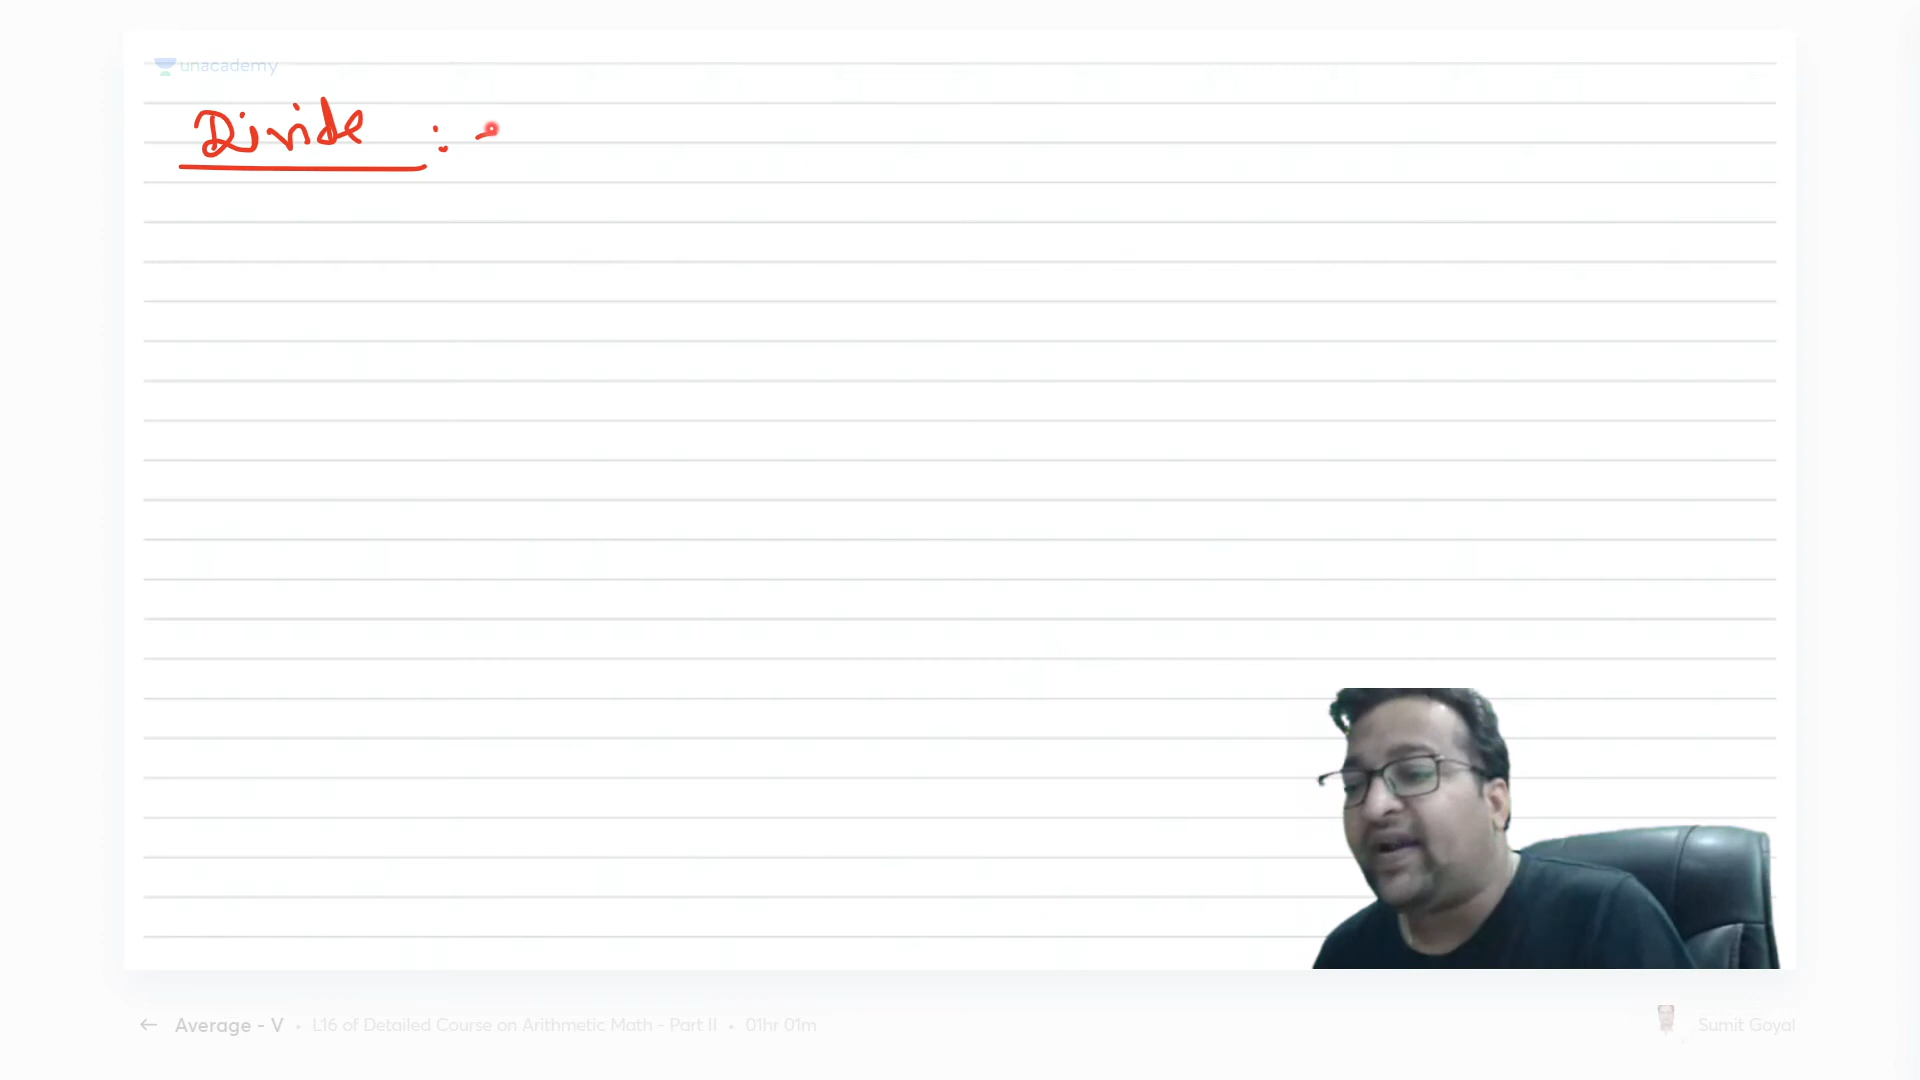 unacademy
Divide : -
Average - V • L16 of Detailed Course on Arithmetic Math - Part II • 01hr 01m
Sumit Goyal